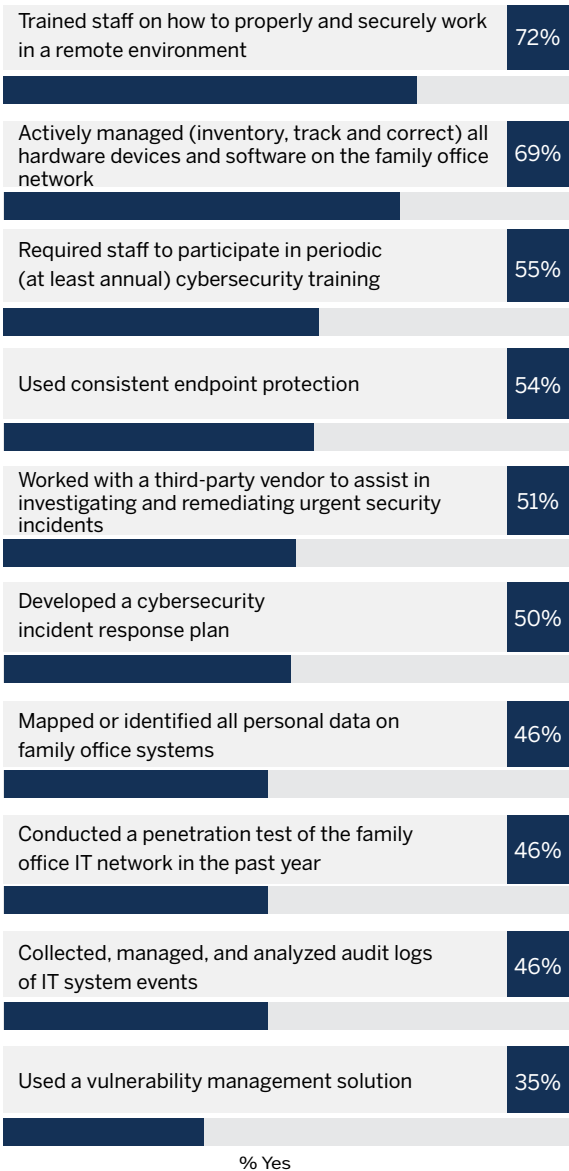 Trained staff on how to properly and securely work
in a remote environment
72%
Actively managed (inventory, track and correct) all
hardware devices and software on the family office
network
69%
Required staff to participate in periodic
(at least annual) cybersecurity training
55%
Used consistent endpoint protection
54%
Worked with a third-party vendor to assist in
investigating and remediating urgent security
incidents
51%
Developed a cybersecurity
incident response plan
50%
Mapped or identified all personal data on
family office systems
46%
Conducted a penetration test of the family
office IT network in the past year
46%
Collected, managed, and analyzed audit logs
of IT system events
46%
Used a vulnerability management solution
35%
% Yes